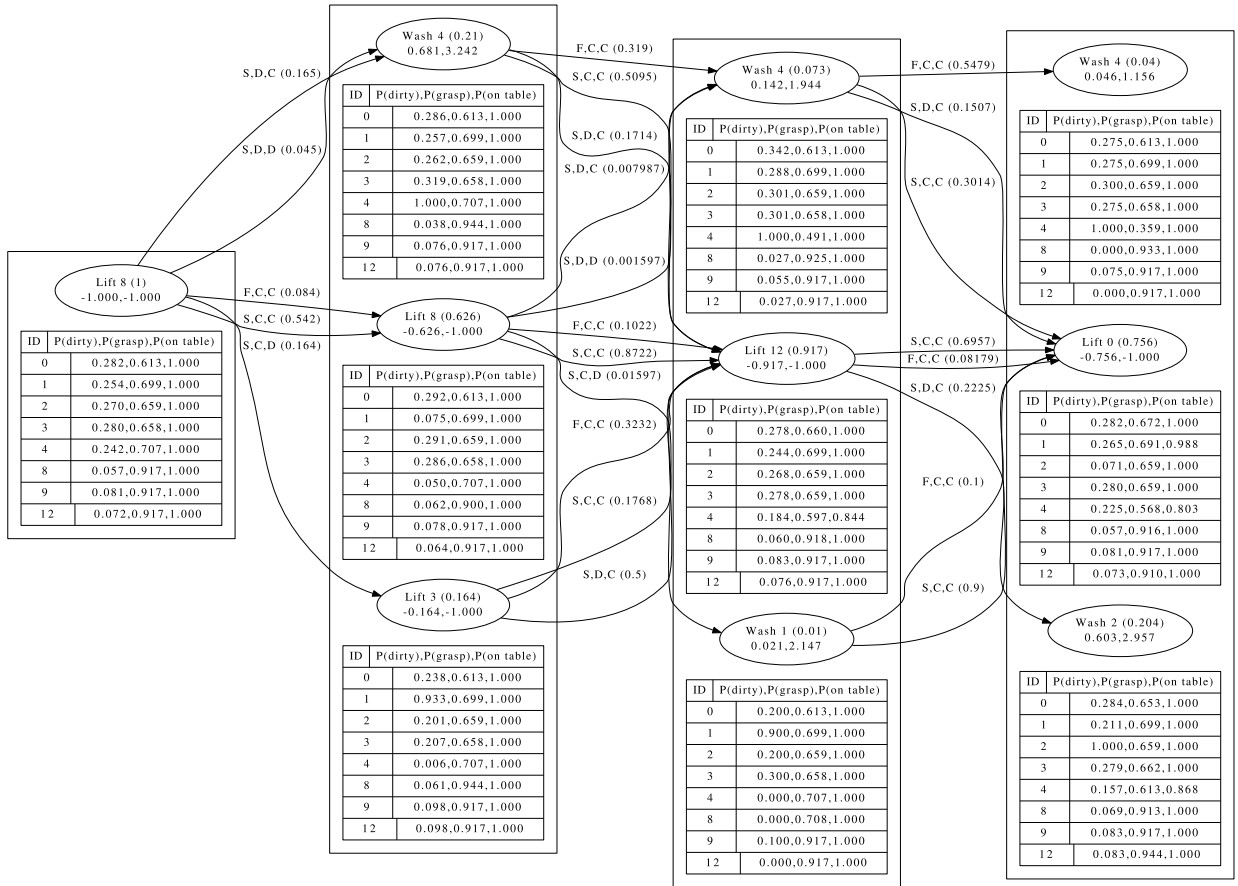 Lift 8 (1)
-1.000,-1.000
ID P(dirty),P(grasp),P(on table)
0 0.282,0.613,1.000
1 0.254,0.699,1.000
2 0.270,0.659,1.000
3 0.280,0.658,1.000
4 0.242,0.707,1.000
8 0.057,0.917,1.000
9 0.081,0.917,1.000
12 0.072,0.917,1.000
S,D,C (0.165)
S,D,D (0.045)
F,C,C (0.084)
S,C,C (0.542)
S,C,D (0.164)
Wash 4 (0.21)
0.681,3.242
ID P(dirty),P(grasp),P(on table)
0 0.286,0.613,1.000
1 0.257,0.699,1.000
2 0.262,0.659,1.000
3 0.319,0.658,1.000
4 1.000,0.707,1.000
8 0.038,0.944,1.000
9 0.076,0.917,1.000
12 0.076,0.917,1.000
Lift 8 (0.626)
-0.626,-1.000
ID P(dirty),P(grasp),P(on table)
0 0.292,0.613,1.000
1 0.075,0.699,1.000
2 0.291,0.659,1.000
3 0.286,0.658,1.000
4 0.050,0.707,1.000
8 0.062,0.900,1.000
9 0.078,0.917,1.000
12 0.064,0.917,1.000
Lift 3 (0.164)
-0.164,-1.000
ID P(dirty),P(grasp),P(on table)
0 0.238,0.613,1.000
1 0.933,0.699,1.000
2 0.201,0.659,1.000
3 0.207,0.658,1.000
4 0.006,0.707,1.000
8 0.061,0.944,1.000
9 0.098,0.917,1.000
12 0.098,0.917,1.000
F,C,C (0.319)
S,C,C (0.5095)
S,D,C (0.1714)
S,D,C (0.007987)
S,D,D (0.001597)
F,C,C (0.1022)
S,C,C (0.8722)
S,C,D (0.01597)
F,C,C (0.3232)
S,C,C (0.1768)
S,D,C (0.5)
Wash 4 (0.073)
0.142,1.944
ID P(dirty),P(grasp),P(on table)
0 0.342,0.613,1.000
1 0.288,0.699,1.000
2 0.301,0.659,1.000
3 0.301,0.658,1.000
4 1.000,0.491,1.000
8 0.027,0.925,1.000
9 0.055,0.917,1.000
12 0.027,0.917,1.000
Lift 12 (0.917)
-0.917,-1.000
ID P(dirty),P(grasp),P(on table)
0 0.278,0.660,1.000
1 0.244,0.699,1.000
2 0.268,0.659,1.000
3 0.278,0.659,1.000
4 0.184,0.597,0.844
8 0.060,0.918,1.000
9 0.083,0.917,1.000
12 0.076,0.917,1.000
Wash 1 (0.01)
0.021,2.147
ID P(dirty),P(grasp),P(on table)
0 0.200,0.613,1.000
1 0.900,0.699,1.000
2 0.200,0.659,1.000
3 0.300,0.658,1.000
4 0.000,0.707,1.000
8 0.000,0.708,1.000
9 0.100,0.917,1.000
12 0.000,0.917,1.000
F,C,C (0.5479)
S,D,C (0.1507)
S,C,C (0.3014)
S,C,C (0.6957)
F,C,C (0.08179)
S,D,C (0.2225)
F,C,C (0.1)
S,C,C (0.9)
Wash 4 (0.04)
0.046,1.156
ID P(dirty),P(grasp),P(on table)
0 0.275,0.613,1.000
1 0.275,0.699,1.000
2 0.300,0.659,1.000
3 0.275,0.658,1.000
4 1.000,0.359,1.000
8 0.000,0.933,1.000
9 0.075,0.917,1.000
12 0.000,0.917,1.000
Lift 0 (0.756)
-0.756,-1.000
ID P(dirty),P(grasp),P(on table)
0 0.282,0.672,1.000
1 0.265,0.691,0.988
2 0.071,0.659,1.000
3 0.280,0.659,1.000
4 0.225,0.568,0.803
8 0.057,0.916,1.000
9 0.081,0.917,1.000
12 0.073,0.910,1.000
Wash 2 (0.204)
0.603,2.957
ID P(dirty),P(grasp),P(on table)
0 0.284,0.653,1.000
1 0.211,0.699,1.000
2 1.000,0.659,1.000
3 0.279,0.662,1.000
4 0.157,0.613,0.868
8 0.069,0.913,1.000
9 0.083,0.917,1.000
12 0.083,0.944,1.000